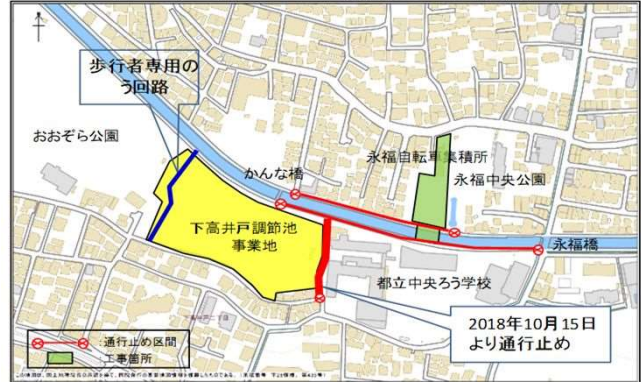 歩行者専用の
う回路
おおぞら公園
かんな橋
永福自転車集積所
永福中央公園
下高井戸調節池
事業地
永福橋
都立中央ろう学校
2018年10月15日
より通行止め
:通行止め区間
:工事箇所